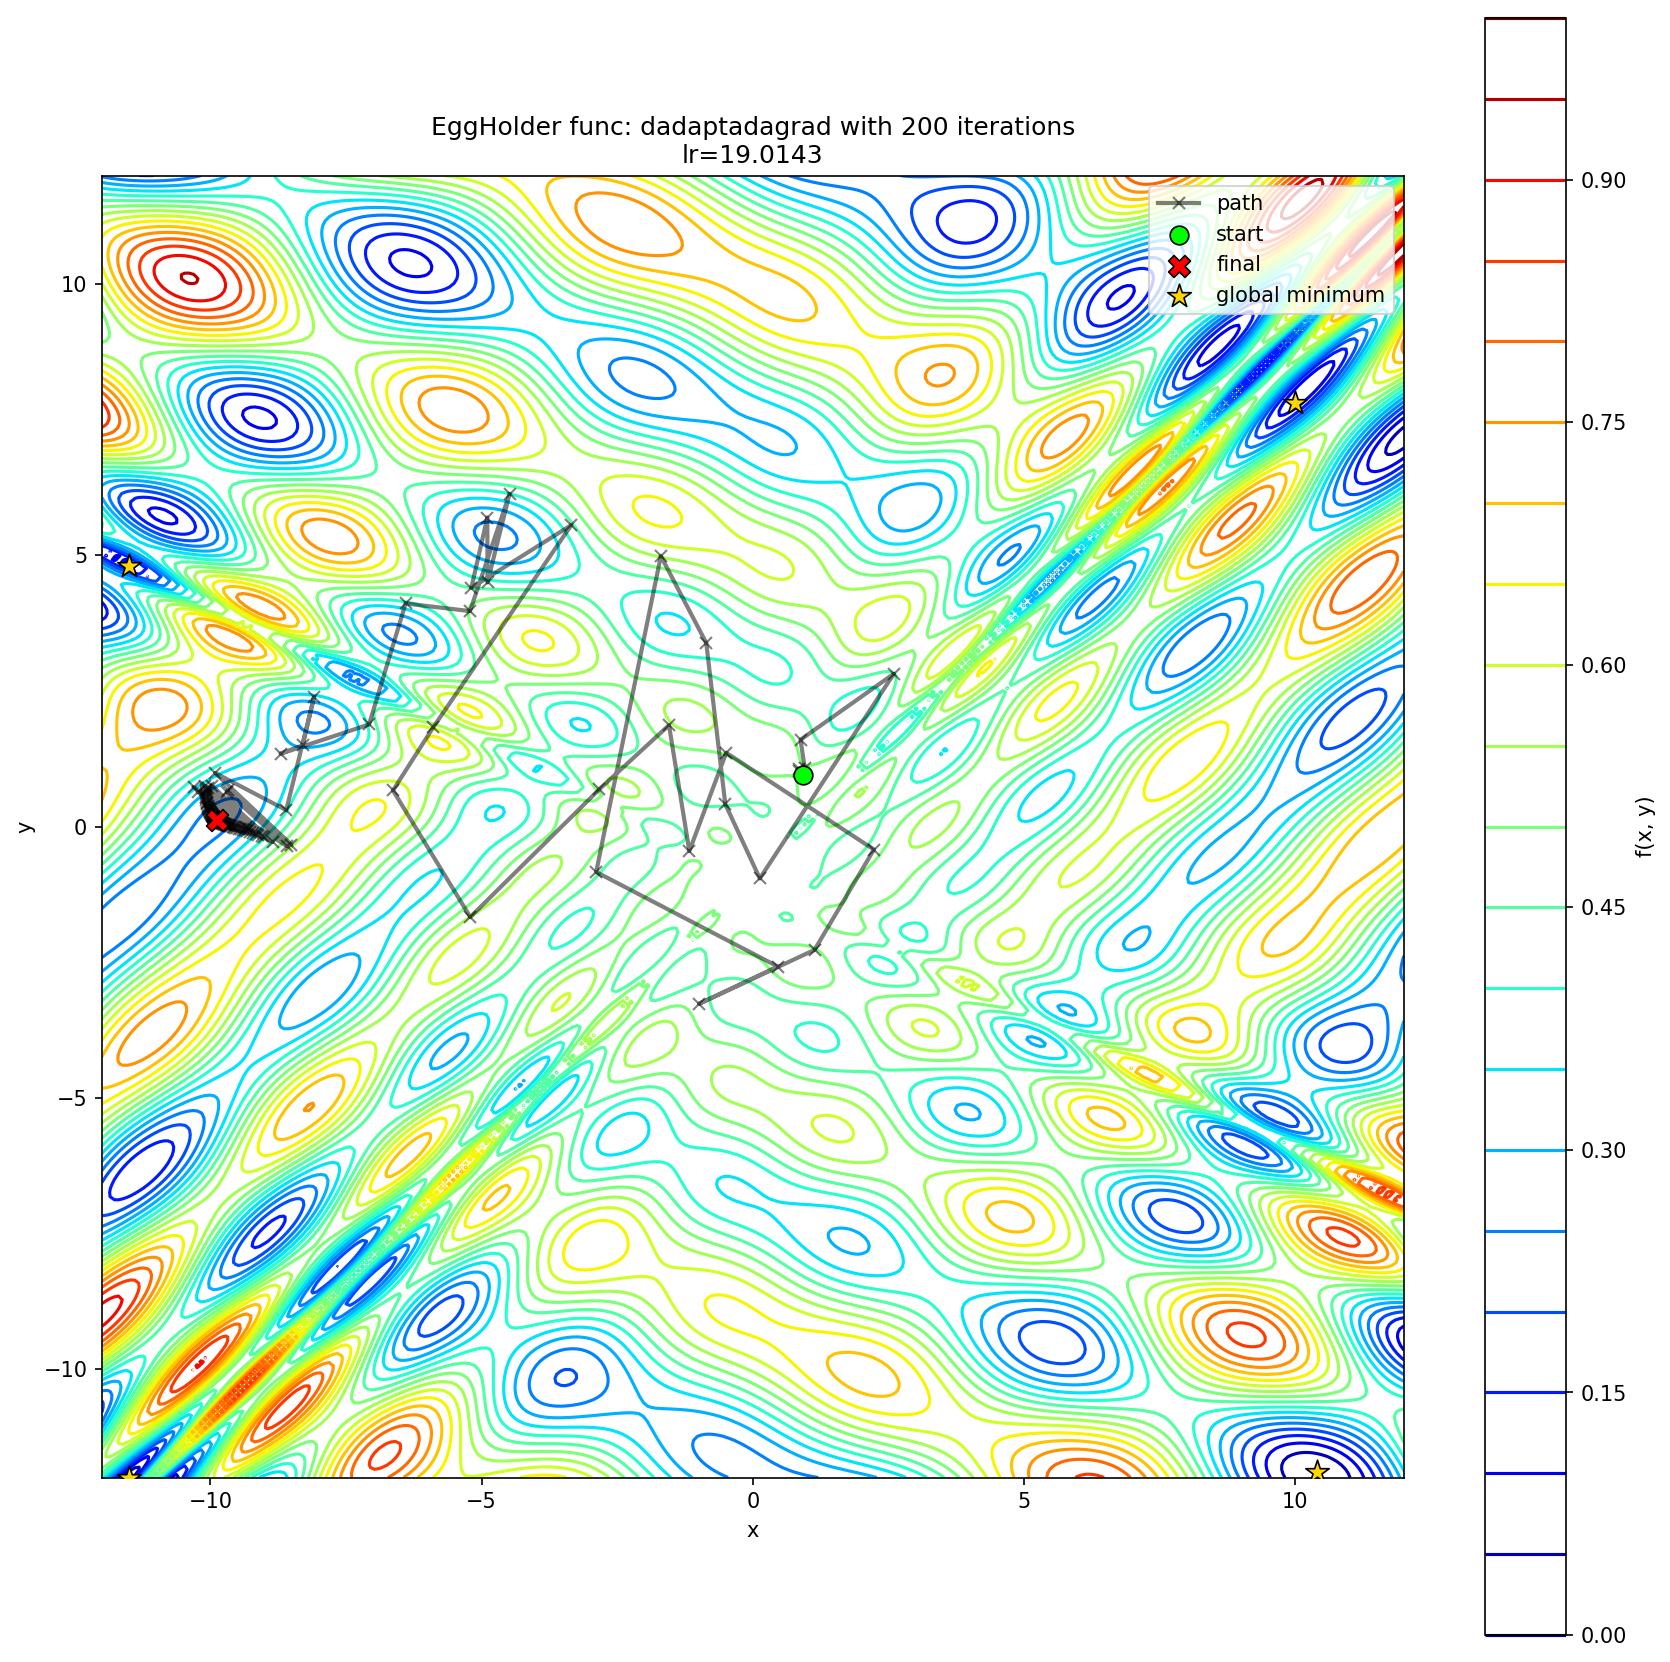 EggHolder func: dadaptadagrad with 200 iterations
lr=19.0143
path
start
final
global minimum
10
5
0
−5
−10
y
−10
−5
0
5
10
x
0.90
0.75
0.60
0.45
0.30
0.15
0.00
f(x, y)